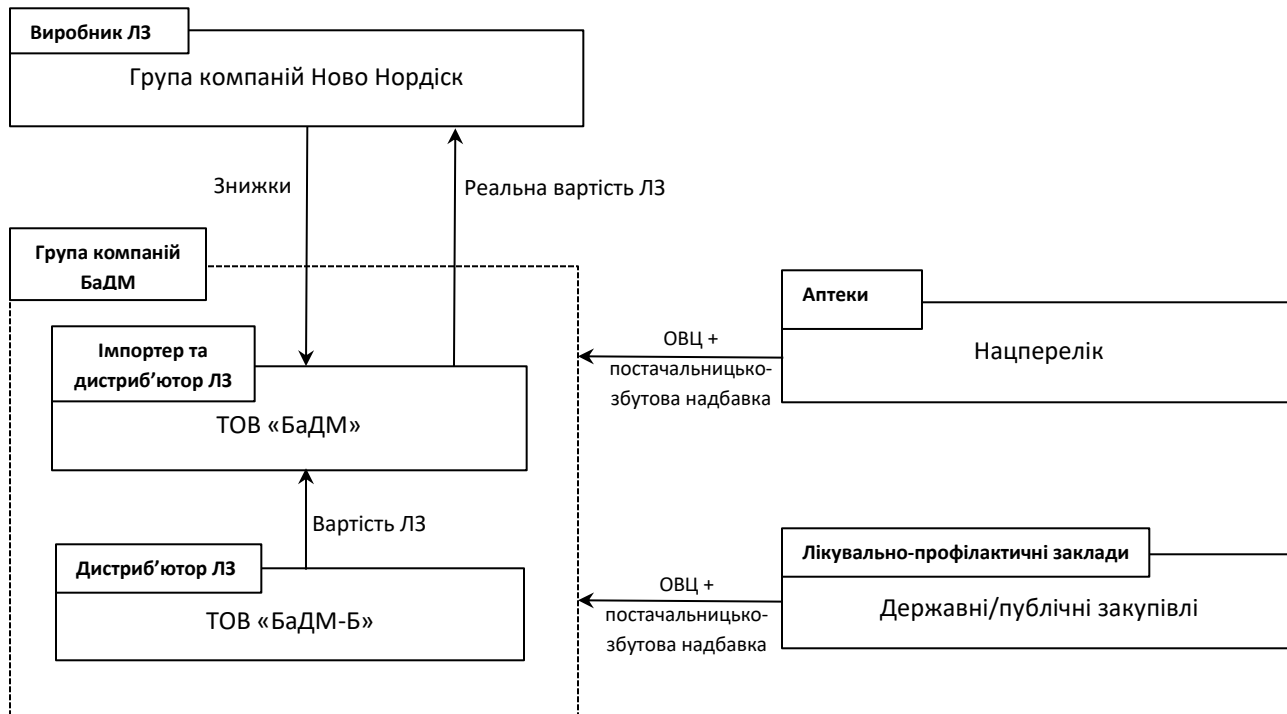 Виробник ЛЗ
Група компаній Ново Нордіск
Знижки
Реальна вартість ЛЗ
Група компаній
БаДМ
Імпортер та
дистриб’ютор ЛЗ
ТОВ «БаДМ»
Вартість ЛЗ
Дистриб’ютор ЛЗ
ТОВ «БаДМ-Б»
ОВЦ +
постачальницько-
збутова надбавка
Аптеки
Нацперелік
ОВЦ +
постачальницько-
збутова надбавка
Лікувально-профілактичні заклади
Державні/публічні закупівлі